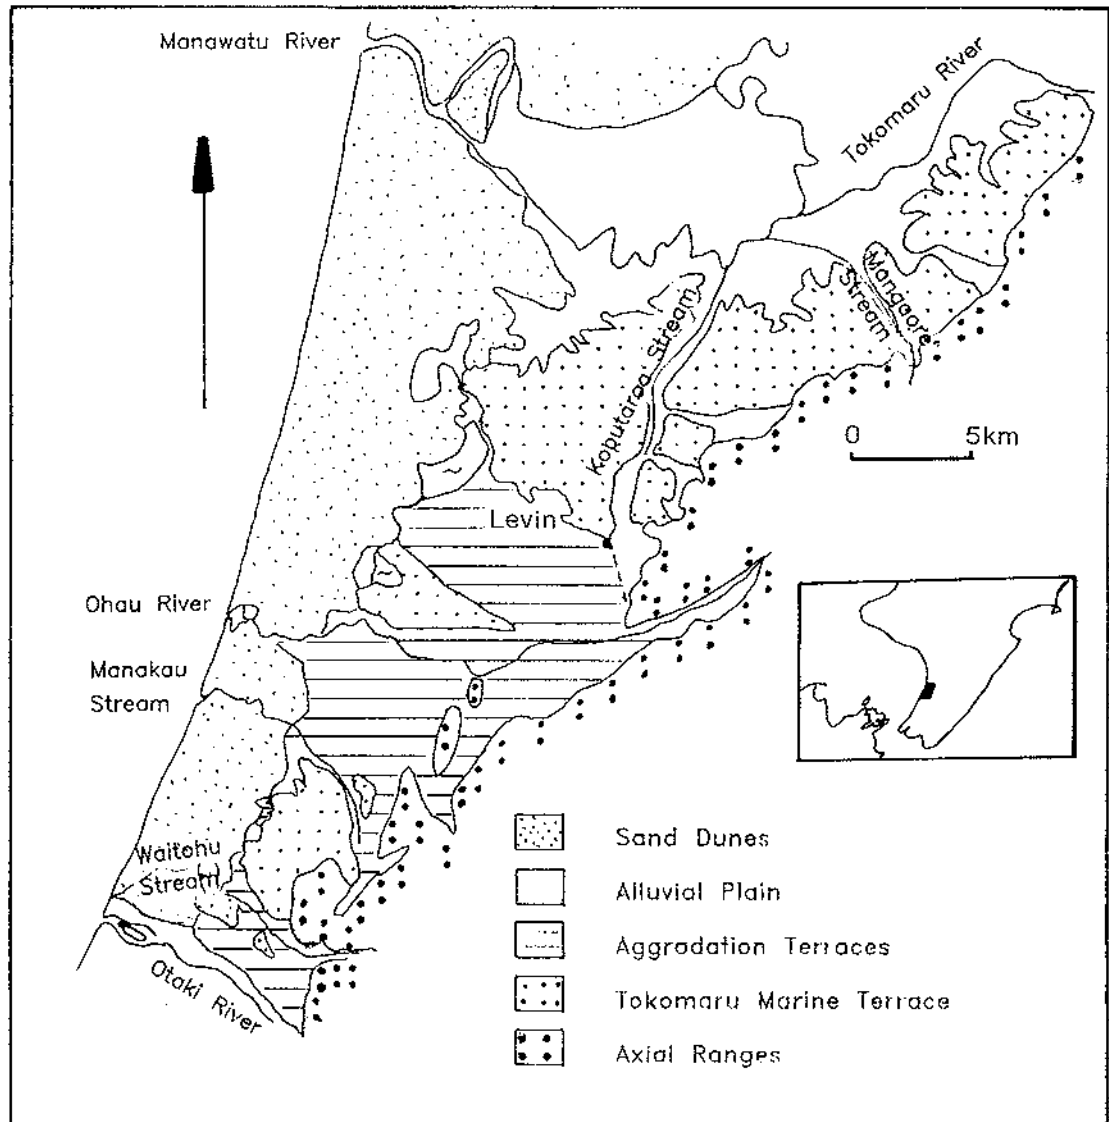 Manawatu River
Tokomaru River
Mangaore
Stream
Koputaroa Stream
0 5km
Levin
Ohau River
Manakau
Stream
Waitohu
Stream
Otaki River
Sand Dunes
Alluvial Plain
Aggradation Terraces
Tokomaru Marine Terrace
Axial Ranges